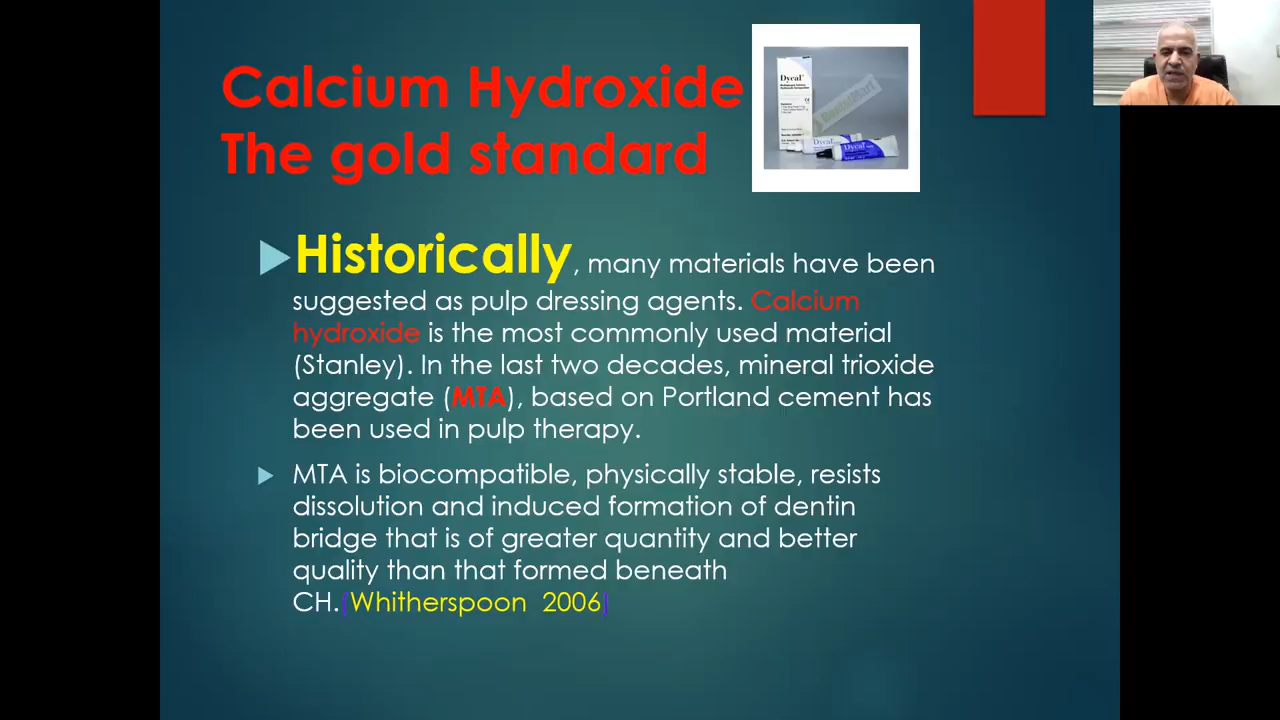 Calcium Hydroxide
The gold standard
Dycal
Dycal
Dycal
Historically, many materials have been
suggested as pulp dressing agents. Calcium
hydroxide is the most commonly used material
(Stanley). In the last two decades, mineral trioxide
aggregate (MTA), based on Portland cement has
been used in pulp therapy.
MTA is biocompatible, physically stable, resists
dissolution and induced formation of dentin
bridge that is of greater quantity and better
quality than that formed beneath
CH.(Whitherspoon 2006)